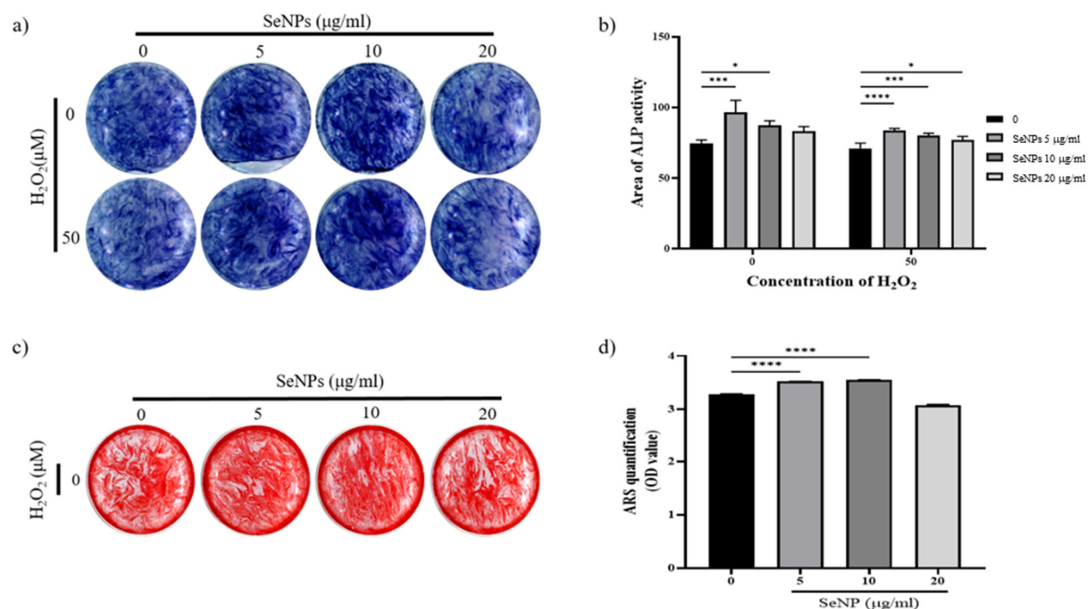 a)
SeNPs (μg/ml)
0 5 10 20
H₂O₂(μM)
0
50
b)
Area of ALP activity
150
100
50
0
* ***
* *** ****
0 50
Concentration of H₂O₂
0
SeNPs 5 μg/ml
SeNPs 10 μg/ml
SeNPs 20 μg/ml
c)
SeNPs (μg/ml)
0 5 10 20
H₂O₂ (μM)
0
d)
ARS quantification
(OD value)
4
3
2
1
0
****
****
0 5 10 20
SeNP (μg/ml)